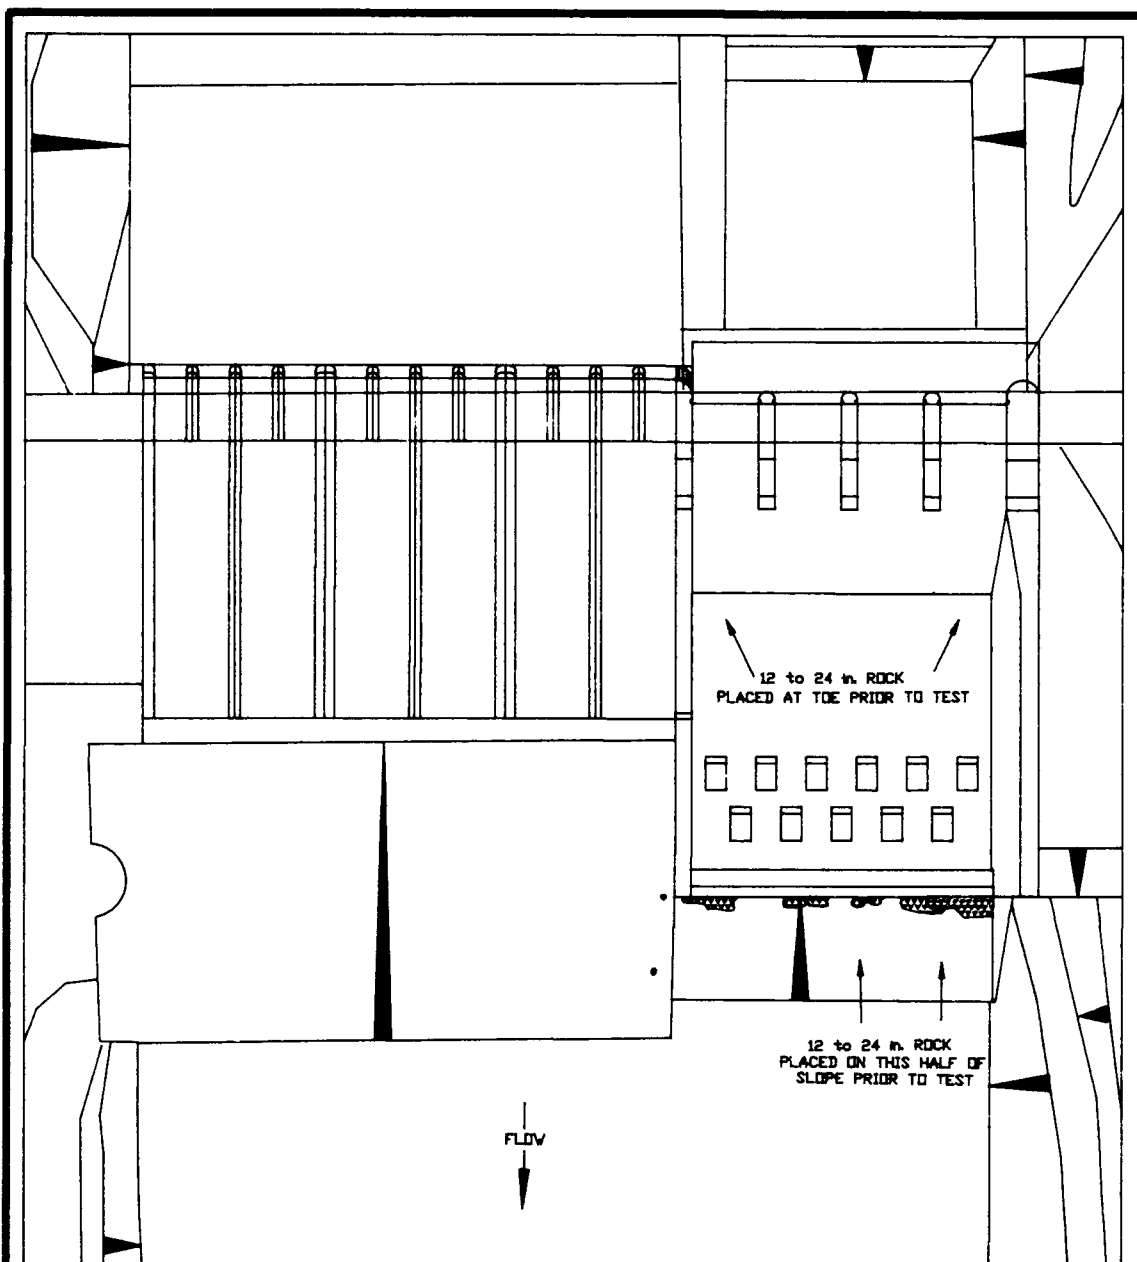 12 to 24 in. ROCK
PLACED AT TOE PRIOR TO TEST
12 to 24 in. ROCK
PLACED ON THIS HALF OF
SLOPE PRIOR TO TEST
FLOW